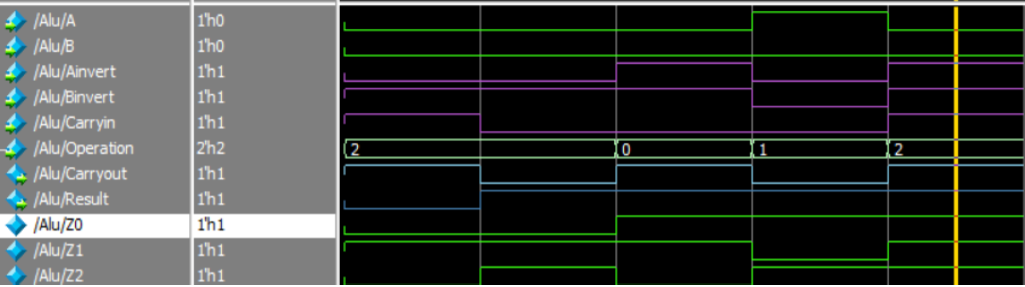 /Alu/A 1'h0
/Alu/B 1'h0
/Alu/Ainvert 1'h1
/Alu/Binvert 1'h1
/Alu/Carryin 1'h1
/Alu/Operation 2'h2 2 0 1 2
/Alu/Carryout 1'h1
/Alu/Result 1'h1
/Alu/Z0 1'h1
/Alu/Z1 1'h1
/Alu/Z2 1'h1